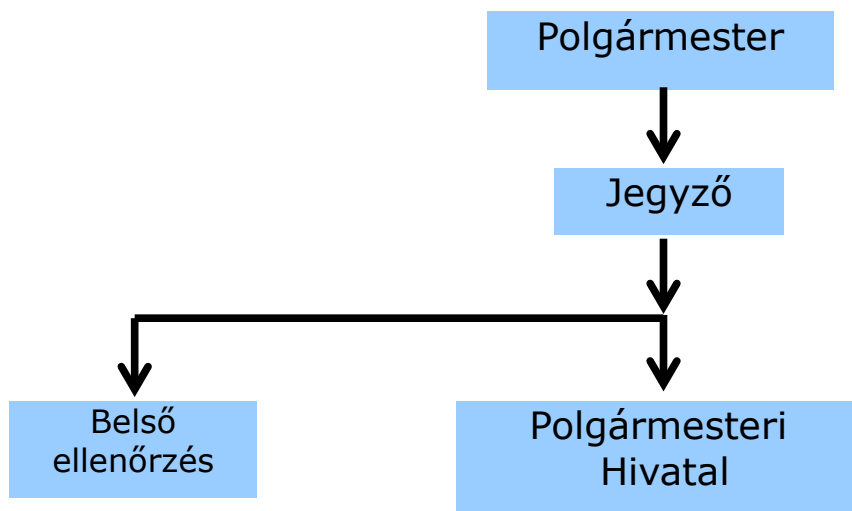 Polgármester
Jegyző
Belső
ellenőrzés
Polgármesteri
Hivatal